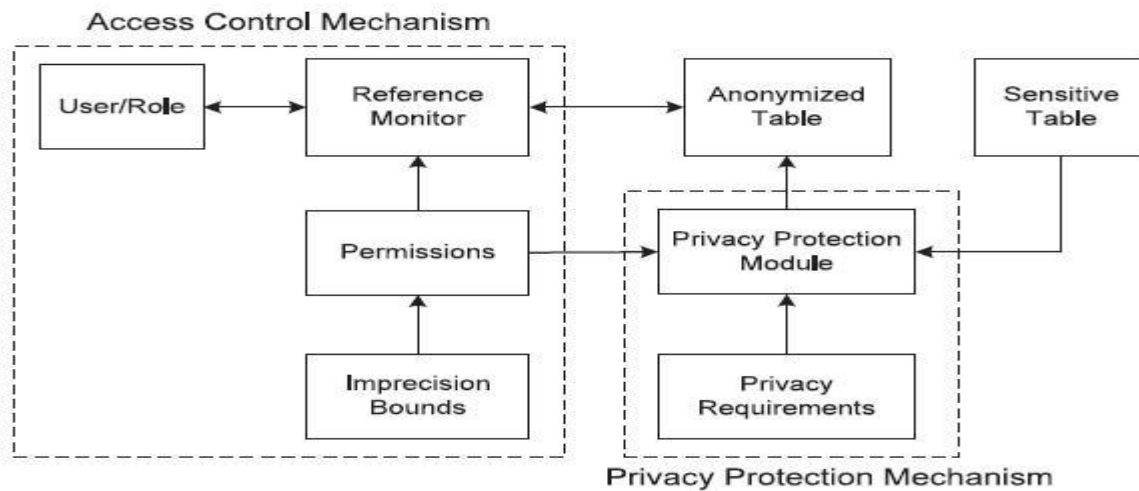 Access Control Mechanism
User/Role
Reference
Monitor
Anonymized
Table
Sensitive
Table
Permissions
Privacy Protection
Module
Imprecision
Bounds
Privacy
Requirements
Privacy Protection Mechanism